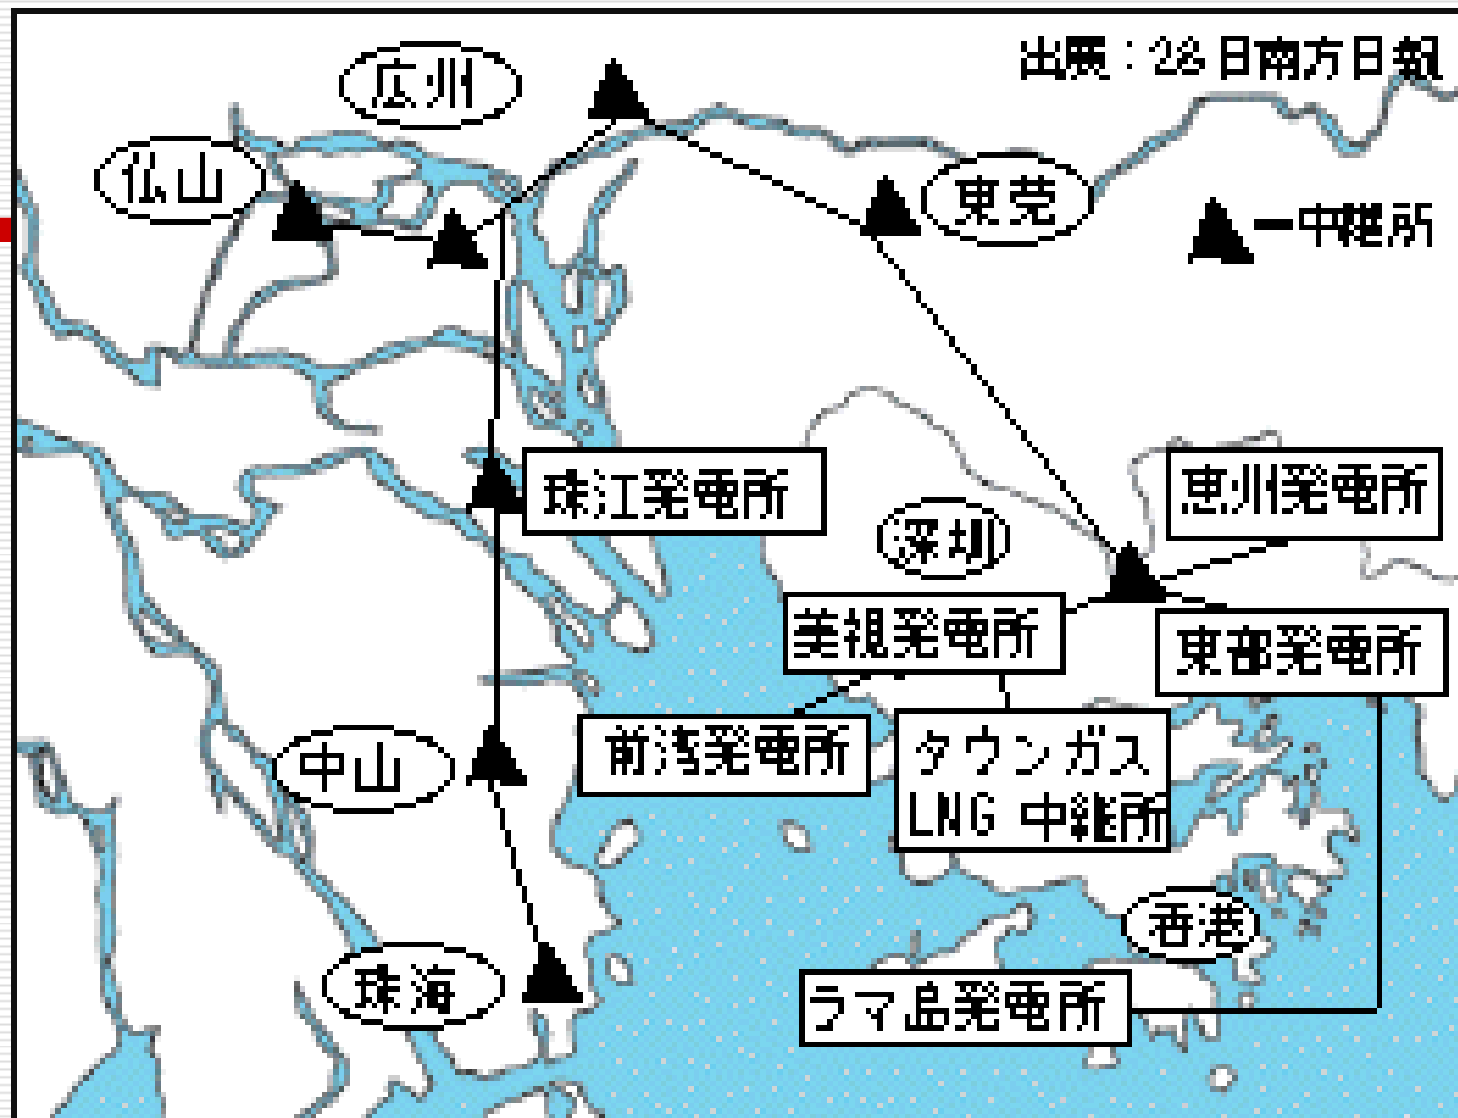 出展：28日南方日報
広州
仏山
東莞
▲ー中継所
珠江発電所
恵州発電所
深圳
美視発電所
東部発電所
前湾発電所
タウンガス
LNG 中継所
中山
香港
珠海
ラマ島発電所